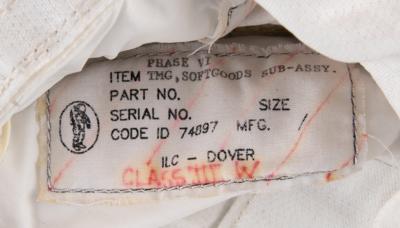 PHASE VI
ITEM TMG, SOFTGOODS SUB-ASSY.
PART NO.
SERIAL NO. SIZE
CODE ID 74897 MFG. /
ILC - DOVER
CLASS III W